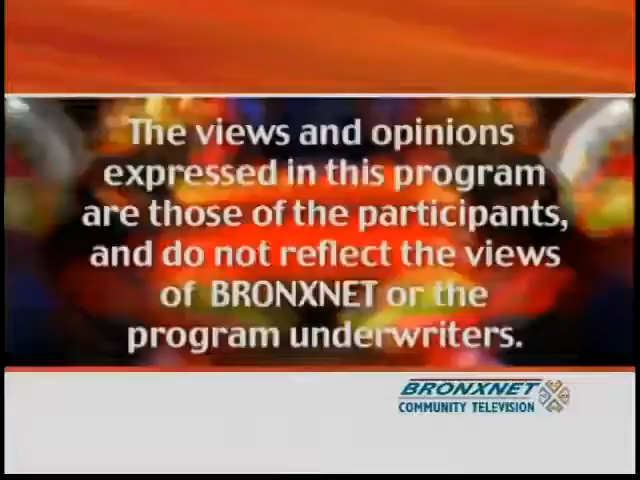 The views and opinions
expressed in this program
are those of the participants,
and do not reflect the views
of BRONXNET or the
program underwriters.
BRONXNET
COMMUNITY TELEVISION